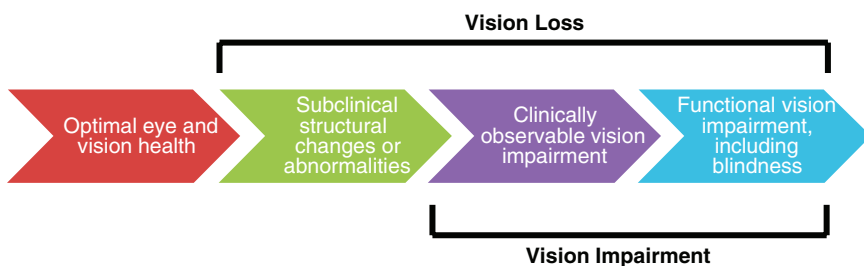 Vision Loss
Optimal eye and
vision health
Subclinical
structural
changes or
abnormalities
Clinically
observable vision
impairment
Functional vision
impairment,
including
blindness
Vision Impairment